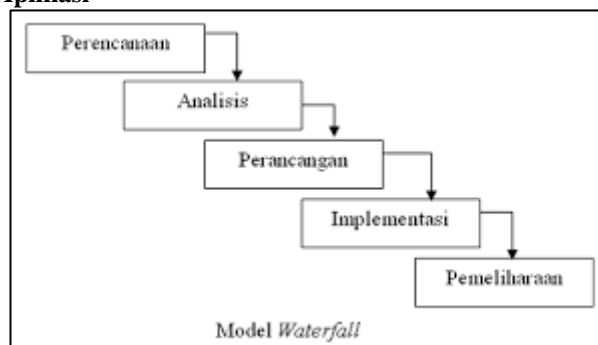 Perencanaan
Analisis
Perancangan
Implementasi
Pemeliharaan
Model Waterfall